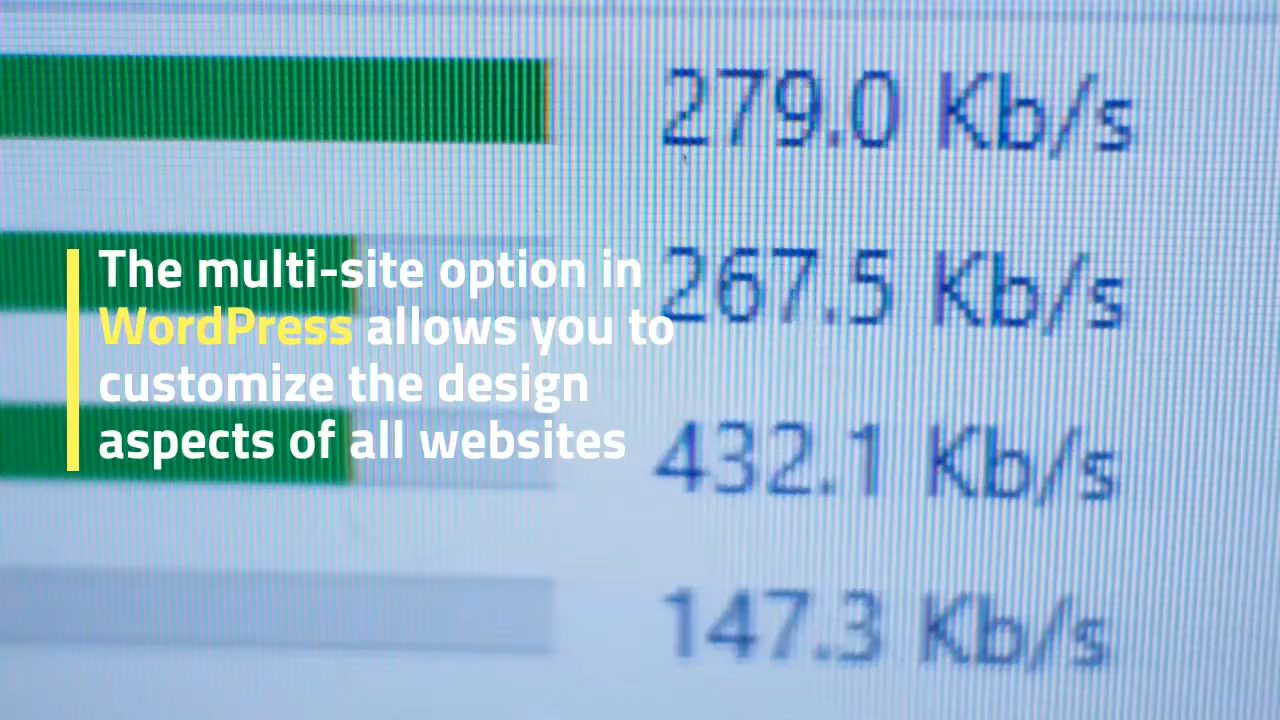 279.0 Kb/s
The multi-site option in
267.5 Kb/s
WordPress allows you to
customize the design
aspects of all websites
432.1 Kb/s
147.3 Kb/s